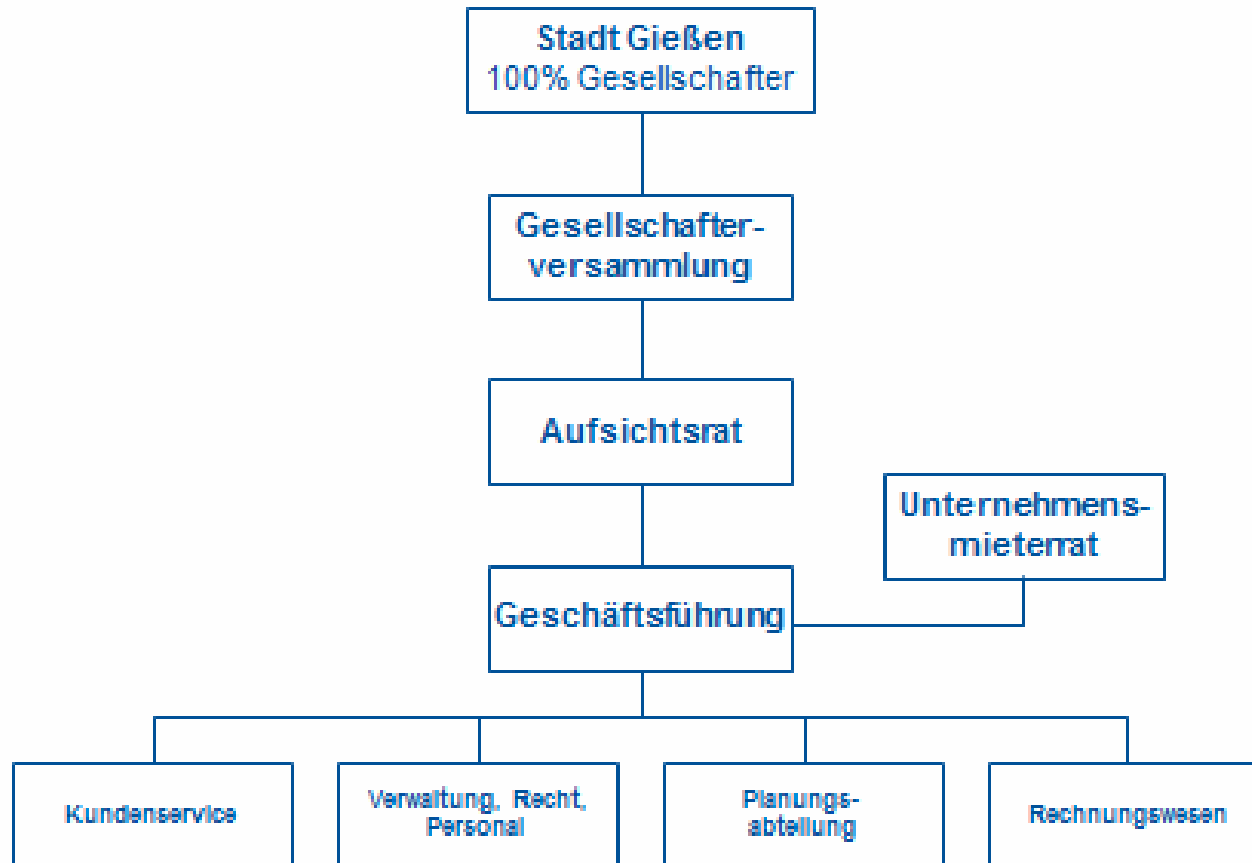 Stadt Gießen
100% Gesellschafter
Gesellschafter-
versammlung
Aufsichtsrat
Unternehmens-
mieterrat
Geschäftsführung
Kundenservice
Verwaltung, Recht,
Personal
Planungs-
abteilung
Rechnungswesen